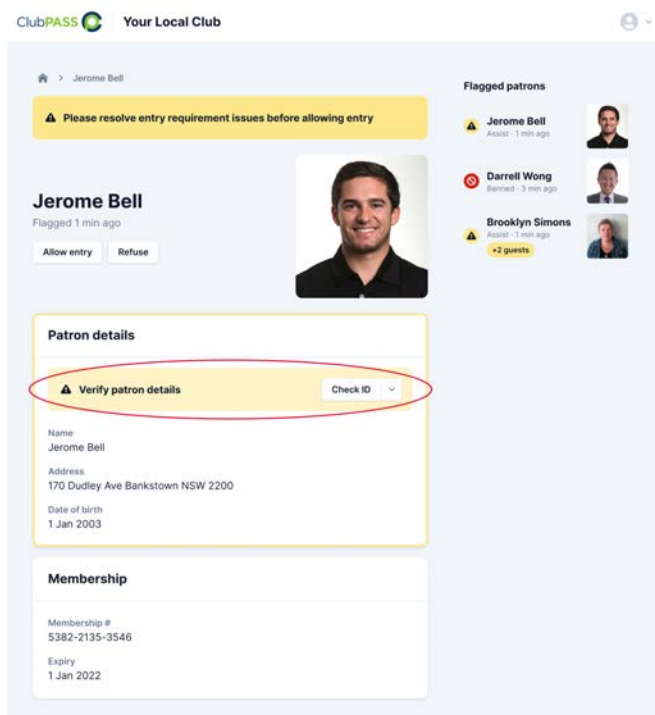 ClubPASS Your Local Club
> Jerome Bell
Please resolve entry requirement issues before allowing entry
Jerome Bell
Flagged 1 min ago
Allow entry Refuse
Patron details
Verify patron details Check ID
Name
Jerome Bell
Address
170 Dudley Ave Bankstown NSW 2200
Date of birth
1 Jan 2003
Membership
Membership #
5382-2135-3546
Expiry
1 Jan 2022
Flagged patrons
Jerome Bell
Assist · 1 min ago
Darrell Wong
Banned · 3 min ago
Brooklyn Simons
Assist · 1 min ago
+2 guests